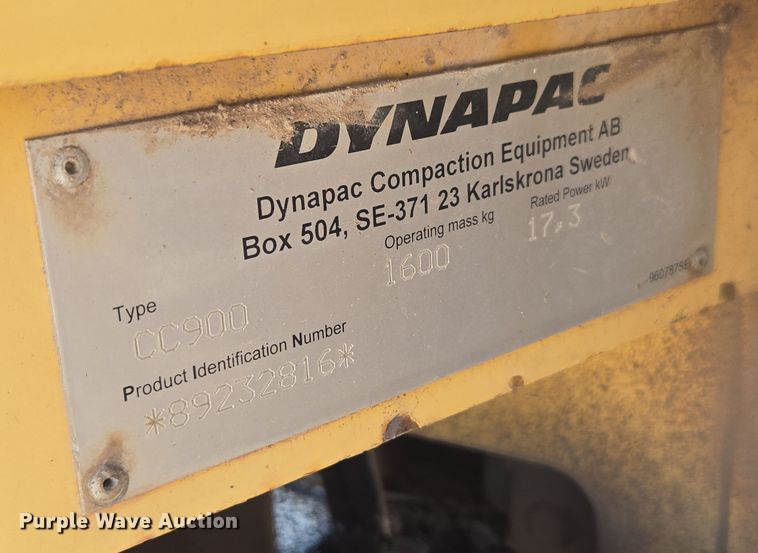 DYNAPAC
Dynapac Compaction Equipment AB
Box 504, SE-371 23 Karlskrona Sweden
Operating mass kg Rated Power kW
1600 17,3
Type
CC900
960787SE
Product Identification Number
*89232816*
Purple Wave Auction